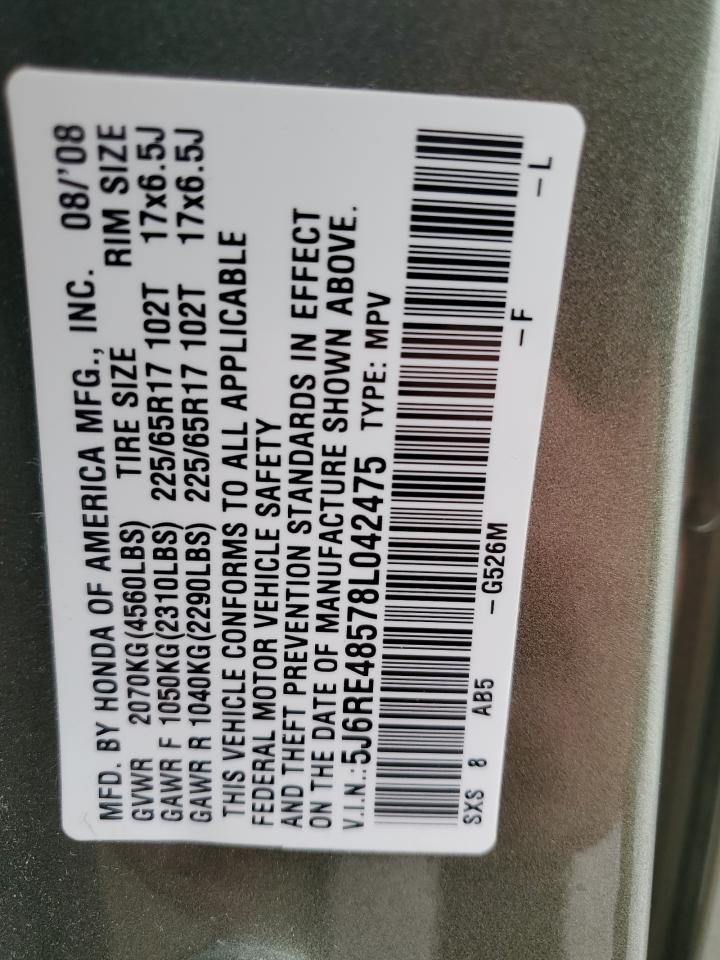 MFD. BY HONDA OF AMERICA MFG., INC. 08/'08
GVWR 2070KG(4560LBS) TIRE SIZE RIM SIZE
GAWR F 1050KG(2310LBS) 225/65R17 102T 17x6.5J
GAWR R 1040KG(2290LBS) 225/65R17 102T 17x6.5J
THIS VEHICLE CONFORMS TO ALL APPLICABLE
FEDERAL MOTOR VEHICLE SAFETY
AND THEFT PREVENTION STANDARDS IN EFFECT
ON THE DATE OF MANUFACTURE SHOWN ABOVE.
V.I.N.:5J6RE48578L042475 TYPE: MPV
SXS 8 AB5 -G526M -F -L